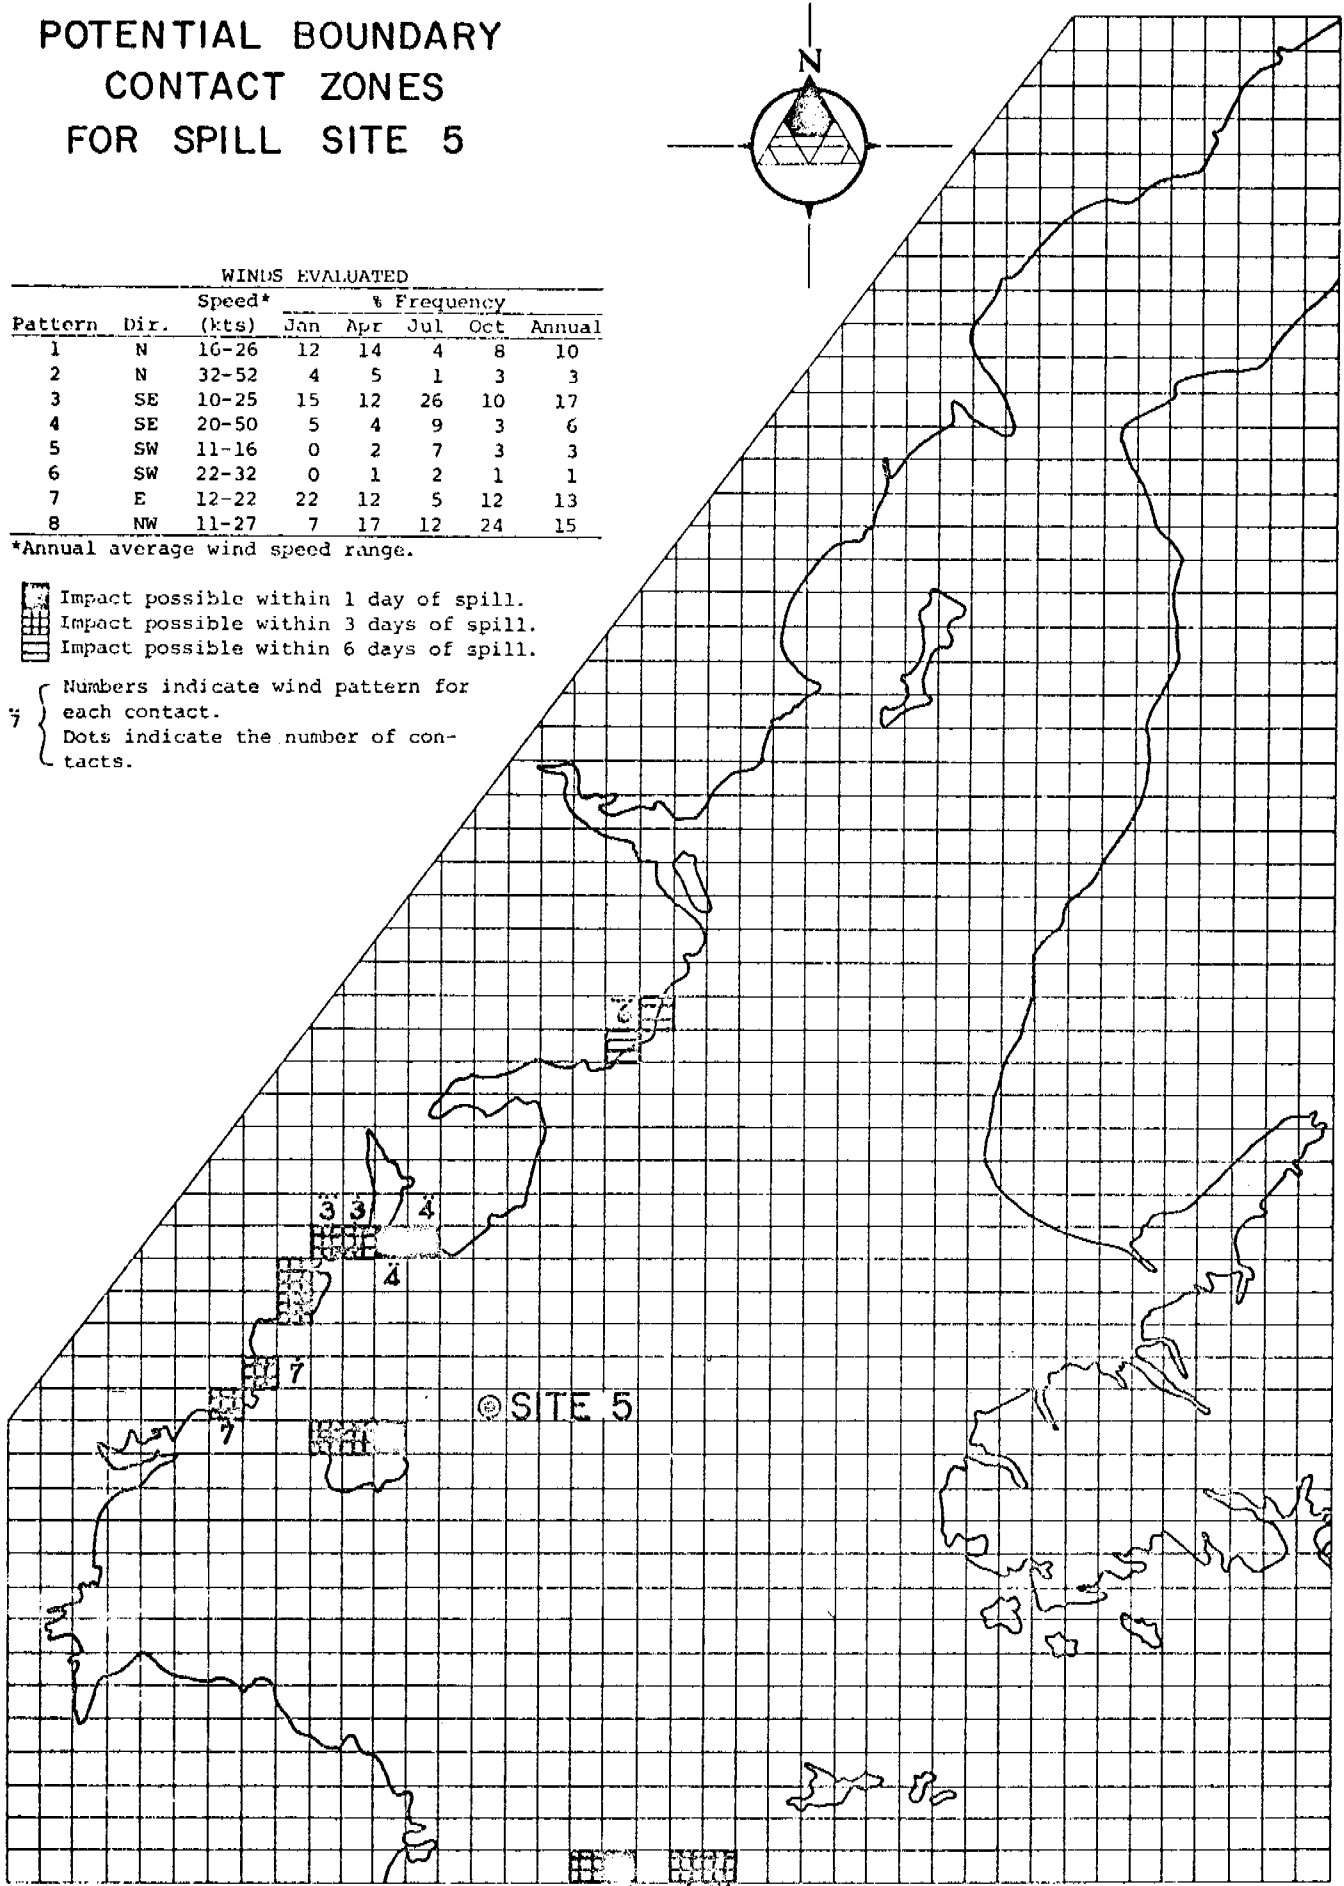 POTENTIAL BOUNDARY
CONTACT ZONES
FOR SPILL SITE 5
N
WINDS EVALUATED
Speed* % Frequency
Pattern Dir. (kts) Jan Apr Jul Oct Annual
1 N 16-26 12 14 4 8 10
2 N 32-52 4 5 1 3 3
3 SE 10-25 15 12 26 10 17
4 SE 20-50 5 4 9 3 6
5 SW 11-16 0 2 7 3 3
6 SW 22-32 0 1 2 1 1
7 E 12-22 22 12 5 12 13
8 NW 11-27 7 17 12 24 15
*Annual average wind speed range.
Impact possible within 1 day of spill.
Impact possible within 3 days of spill.
Impact possible within 6 days of spill.
7 { Numbers indicate wind pattern for
each contact.
Dots indicate the number of con-
tacts.
6
3 3 4
4
7
SITE 5
7